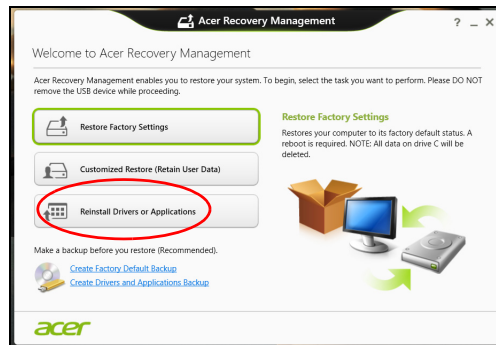 Acer Recovery Management
? _ X
Welcome to Acer Recovery Management
Acer Recovery Management enables you to restore your system. To begin, select the task you want to perform. Please DO NOT
remove the USB device while proceeding.
Restore Factory Settings
Customized Restore (Retain User Data)
Reinstall Drivers or Applications
Restore Factory Settings
Restores your computer to its factory default status. A
reboot is required. NOTE: All data on drive C will be
deleted.
Make a backup before you restore (Recommended).
Create Factory Default Backup
Create Drivers and Applications Backup
acer